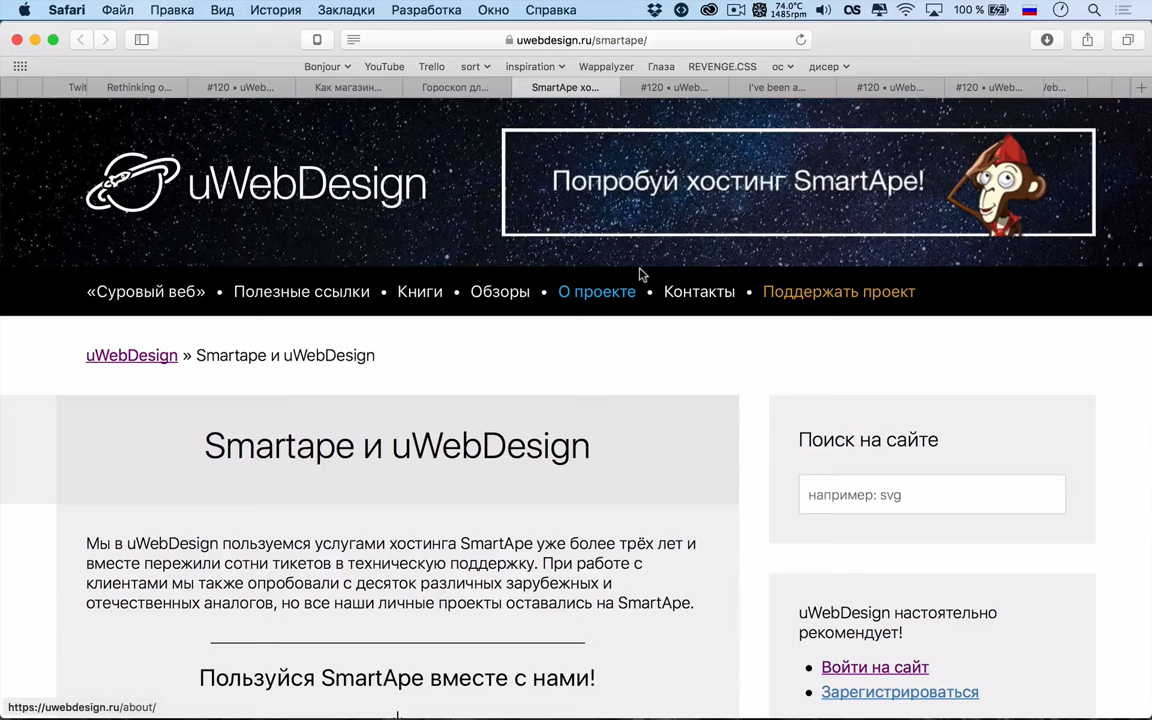 Safari Файл Правка Вид История Закладки Разработка Окно Справка 74.0°C 1485rpm 100 %
uwebdesign.ru/smartape/
Bonjour YouTube Trello sort inspiration Wappalyzer Глаза REVENGE.CSS ос дисер
Twit Rethinking o... #120 • uWeb... Как магазин... Гороскоп дл... SmartApe хо... #120 • uWeb... I've been a... #120 • uWeb... #120 • uWeb... /eb...
uWebDesign
Попробуй хостинг SmartApe!
«Суровый веб» • Полезные ссылки • Книги • Обзоры • О проекте • Контакты • Поддержать проект
uWebDesign » Smartape и uWebDesign
Smartape и uWebDesign
Мы в uWebDesign пользуемся услугами хостинга SmartApe уже более трёх лет и
вместе пережили сотни тикетов в техническую поддержку. При работе с
клиентами мы также опробовали с десяток различных зарубежных и
отечественных аналогов, но все наши личные проекты оставались на SmartApe.
Пользуйся SmartApe вместе с нами!
Поиск на сайте
например: svg
uWebDesign настоятельно
рекомендует!
• Войти на сайт
• Зарегистрироваться
https://uwebdesign.ru/about/